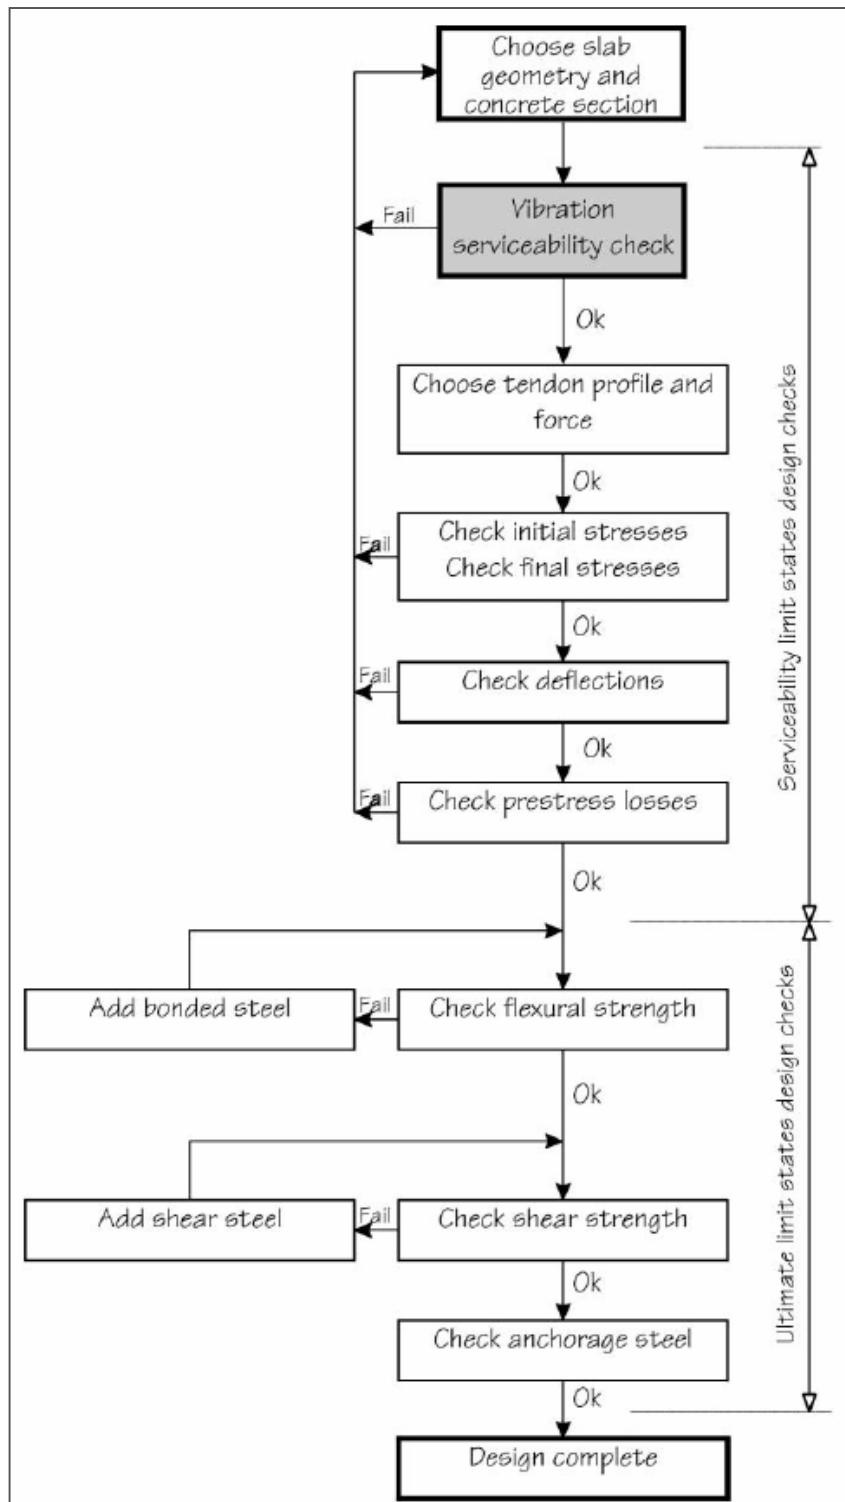 Choose slab
geometry and
concrete section
Fail
Vibration
serviceability check
Ok
Choose tendon profile and
force
Ok
Fail
Check initial stresses
Check final stresses
Ok
Fail
Check deflections
Ok
Fail
Check prestress losses
Ok
Serviceability limit states design checks
Add bonded steel
Fail
Check flexural strength
Ok
Add shear steel
Fail
Check shear strength
Ok
Check anchorage steel
Ok
Ultimate limit states design checks
Design complete